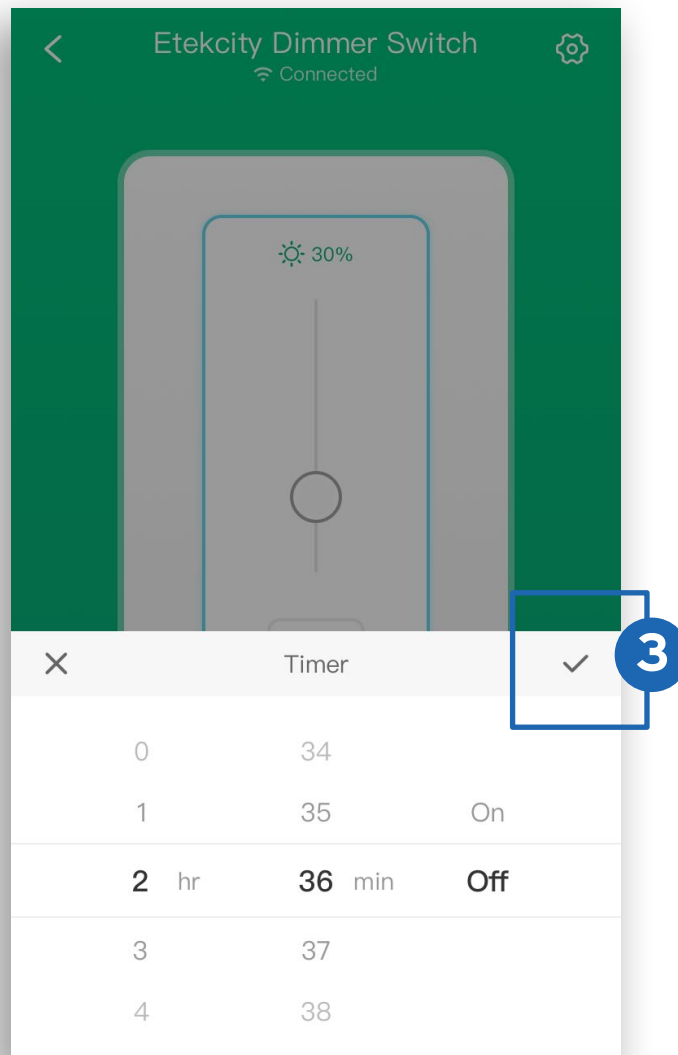 Etekcity Dimmer Switch
Connected
30%
Timer
3
0 34
1 35 On
2 hr 36 min Off
3 37
4 38